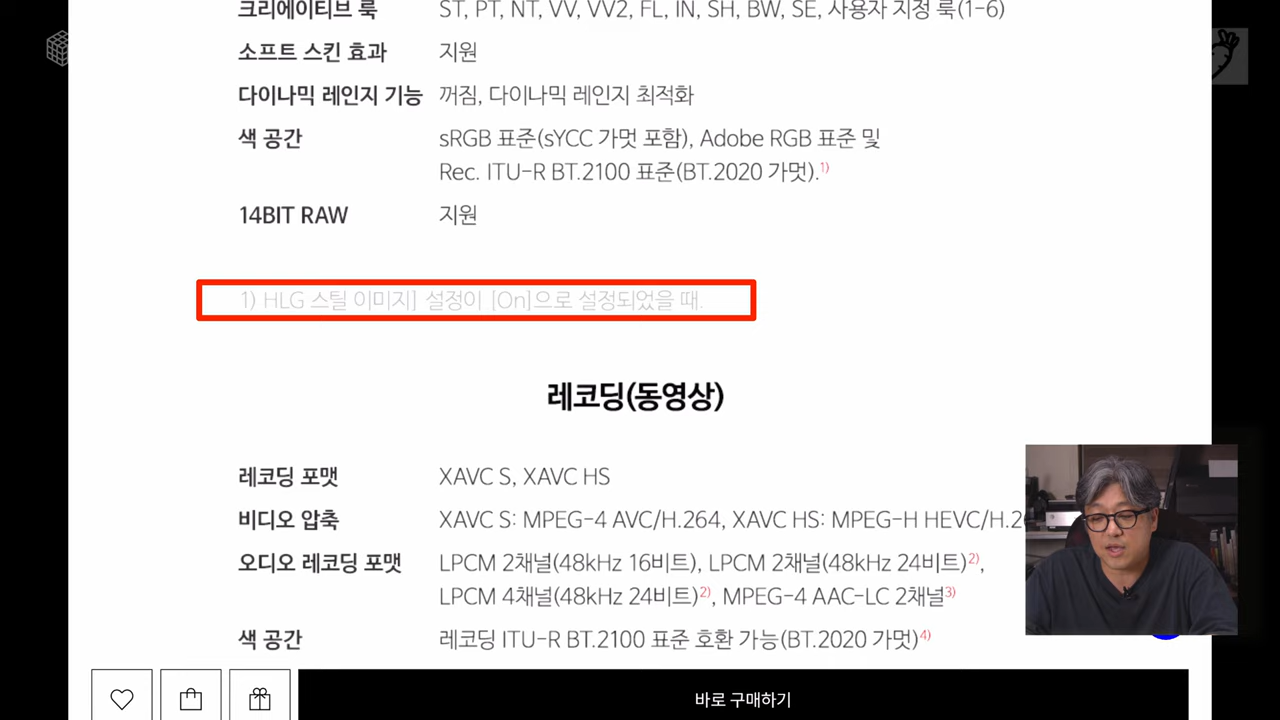 크리에이티브 룩 ST, PT, NT, VV, VV2, FL, IN, SH, BW, SE, 사용자 지정 룩(1-6)
소프트 스킨 효과 지원
다이나믹 레인지 기능 꺼짐, 다이나믹 레인지 최적화
색 공간 sRGB 표준(sYCC 가멋 포함), Adobe RGB 표준 및
Rec. ITU-R BT.2100 표준(BT.2020 가멋).1)
14BIT RAW 지원
1) HLG 스틸 이미지] 설정이 [On]으로 설정되었을 때.
레코딩(동영상)
레코딩 포맷 XAVC S, XAVC HS
비디오 압축 XAVC S: MPEG-4 AVC/H.264, XAVC HS: MPEG-H HEVC/H.2
오디오 레코딩 포맷 LPCM 2채널(48kHz 16비트), LPCM 2채널(48kHz 24비트)2),
LPCM 4채널(48kHz 24비트)2), MPEG-4 AAC-LC 2채널3)
색 공간 레코딩 ITU-R BT.2100 표준 호환 가능(BT.2020 가멋)4)
바로 구매하기